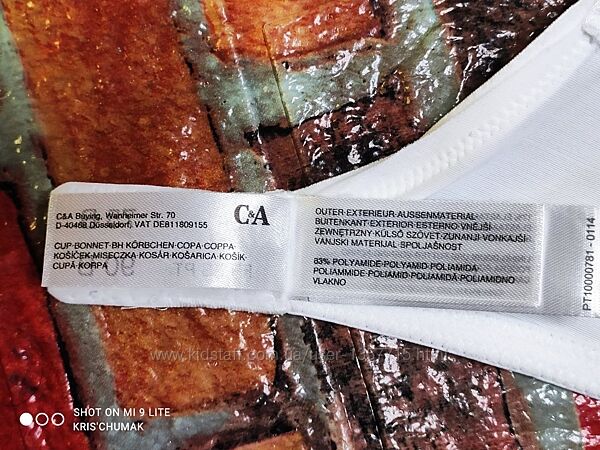 C&A Buying, Wanheimer Str. 70
D-40468 Düsseldorf, VAT DE811809155
C&A
CUP·BONNET·BH KÖRBCHEN·COPA·COPPA·
KOŠÍČEK·MISECZKA·KOSÁR·KOŠARICA·KOŠÍK·
CUPĂ·KORPA
OUTER·EXTERIEUR·AUSSENMATERIAL·
BUITENKANT·EXTERIOR·ESTERNO·VNĚJŠÍ
ZEWNĘTRZNY·KÜLSŐ SZÖVET·ZUNANJI·VONKAJŠI·
VANJSKI MATERIJAL·SPOLJAŠNOST
83% POLYAMIDE·POLYAMID·POLIAMIDA·
POLIAMMIDE·POLIAMID·POLIAMIDĂ·POLIAMIDNO
VLAKNO
PT10000781 - 0114
SHOT ON MI 9 LITE
KRIS'CHUMAK